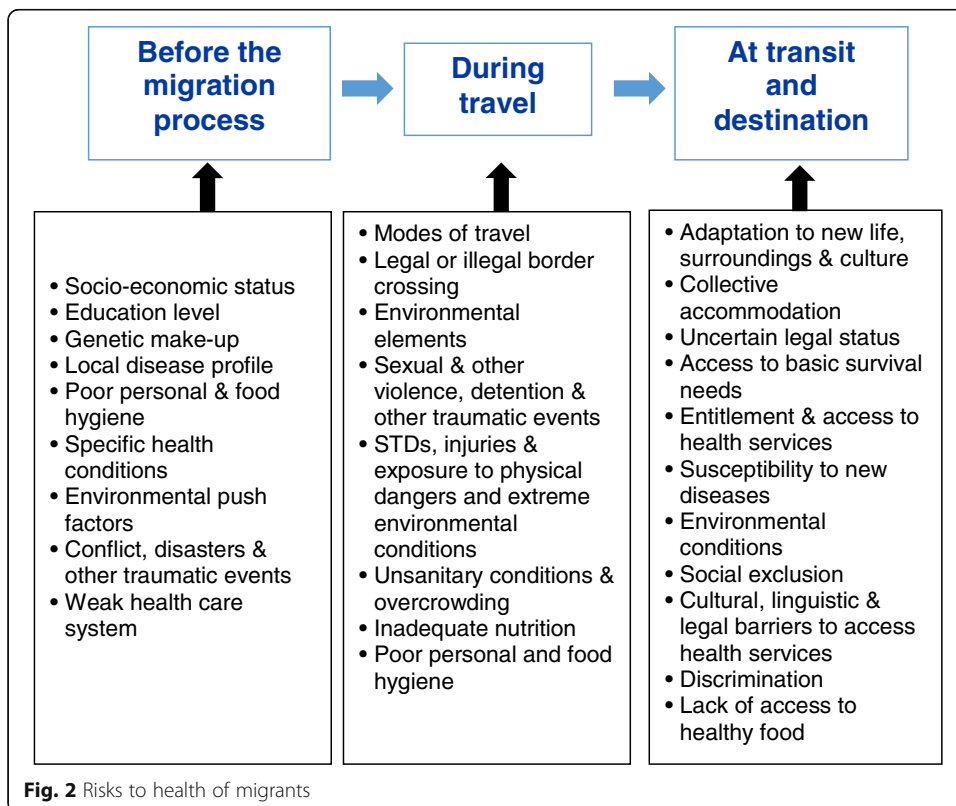 Before the
migration
process
During
travel
At transit
and
destination
• Socio-economic status
• Education level
• Genetic make-up
• Local disease profile
• Poor personal & food
hygiene
• Specific health
conditions
• Environmental push
factors
• Conflict, disasters &
other traumatic events
• Weak health care
system
• Modes of travel
• Legal or illegal border
crossing
• Environmental
elements
• Sexual & other
violence, detention &
other traumatic events
• STDs, injuries &
exposure to physical
dangers and extreme
environmental
conditions
• Unsanitary conditions &
overcrowding
• Inadequate nutrition
• Poor personal and food
hygiene
• Adaptation to new life,
surroundings & culture
• Collective
accommodation
• Uncertain legal status
• Access to basic survival
needs
• Entitlement & access to
health services
• Susceptibility to new
diseases
• Environmental
conditions
• Social exclusion
• Cultural, linguistic &
legal barriers to access
health services
• Discrimination
• Lack of access to
healthy food
Fig. 2 Risks to health of migrants